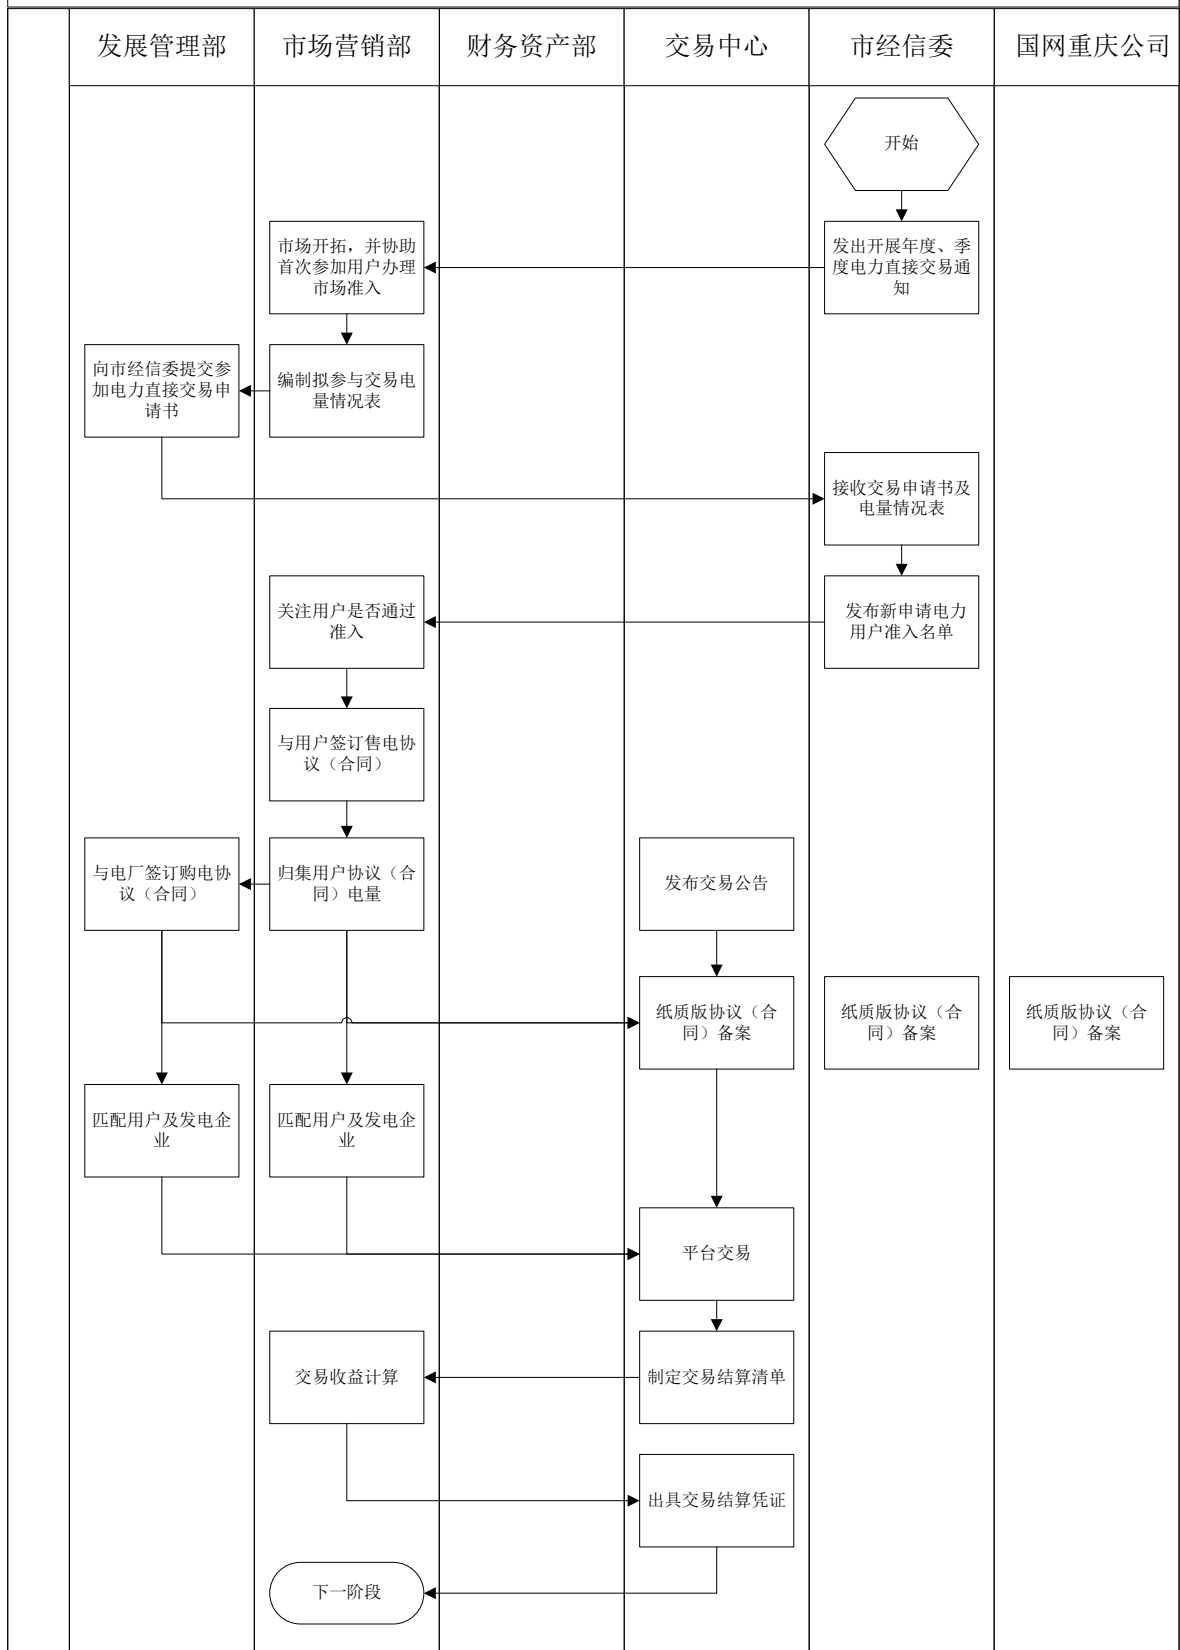 发展管理部
市场营销部
财务资产部
交易中心
市经信委
国网重庆公司
开始
市场开拓，并协助
首次参加用户办理
市场准入
发出开展年度、季
度电力直接交易通
知
向市经信委提交参
加电力直接交易申
请书
编制拟参与交易电
量情况表
接收交易申请书及
电量情况表
关注用户是否通过
准入
发布新申请电力
用户准入名单
与用户签订售电协
议（合同）
与电厂签订购电协
议（合同）
归集用户协议（合
同）电量
发布交易公告
纸质版协议（合
同）备案
纸质版协议（合
同）备案
纸质版协议（合
同）备案
匹配用户及发电企
业
匹配用户及发电企
业
平台交易
交易收益计算
制定交易结算清单
出具交易结算凭证
下一阶段